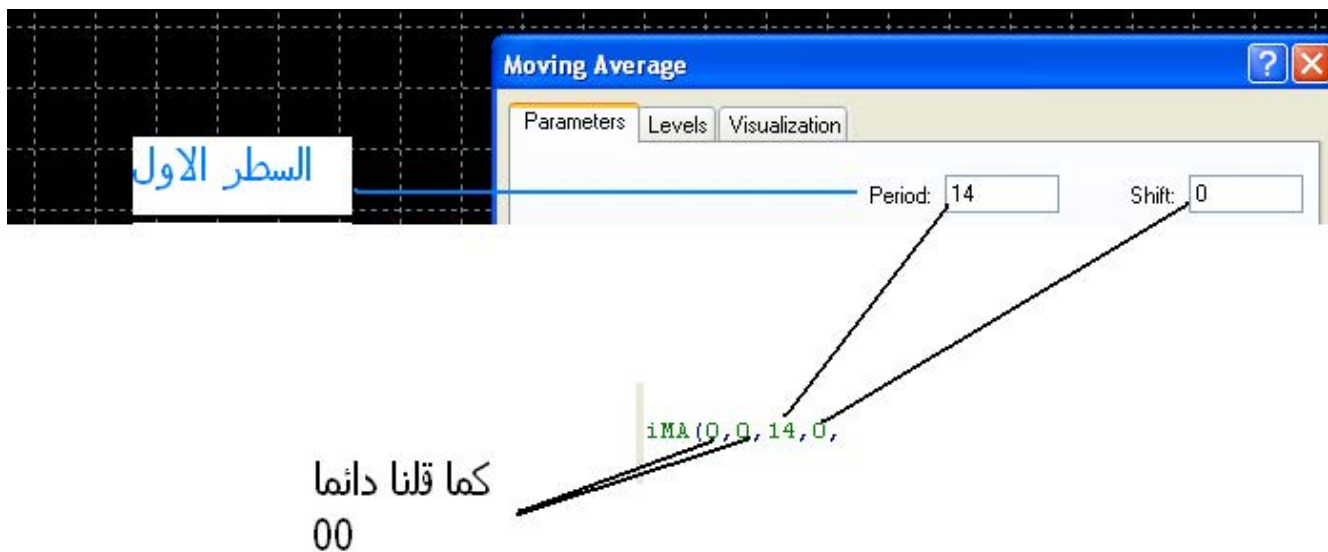 Moving Average
Parameters Levels Visualization
السطر الاول
Period: 14 Shift: 0
iMA(0,0,14,0,
كما قلنا دائما
00